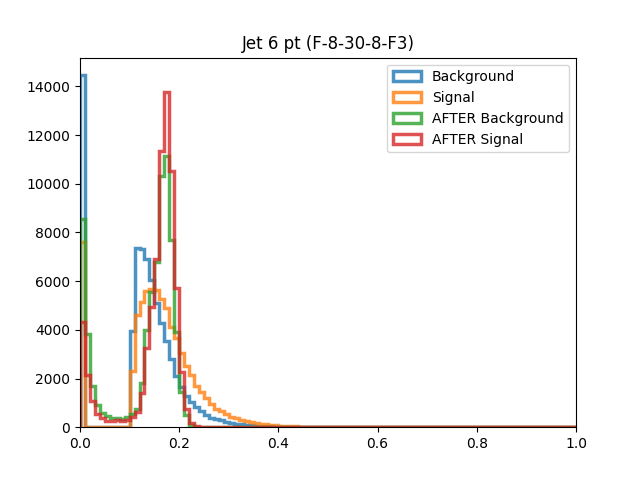 Jet 6 pt (F-8-30-8-F3)
Background
Signal
AFTER Background
AFTER Signal
14000
12000
10000
8000
6000
4000
2000
0
0.0 0.2 0.4 0.6 0.8 1.0